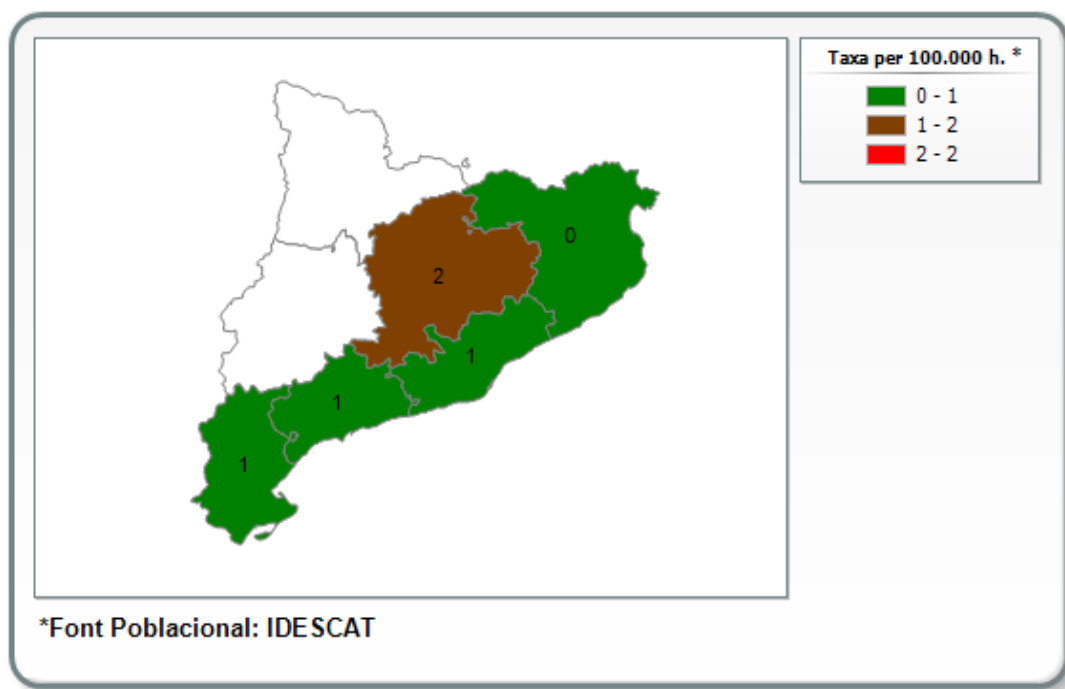 Taxa per 100.000 h. *
0 - 1
1 - 2
2 - 2
0
2
1
1
1
*Font Poblacional: IDESCAT